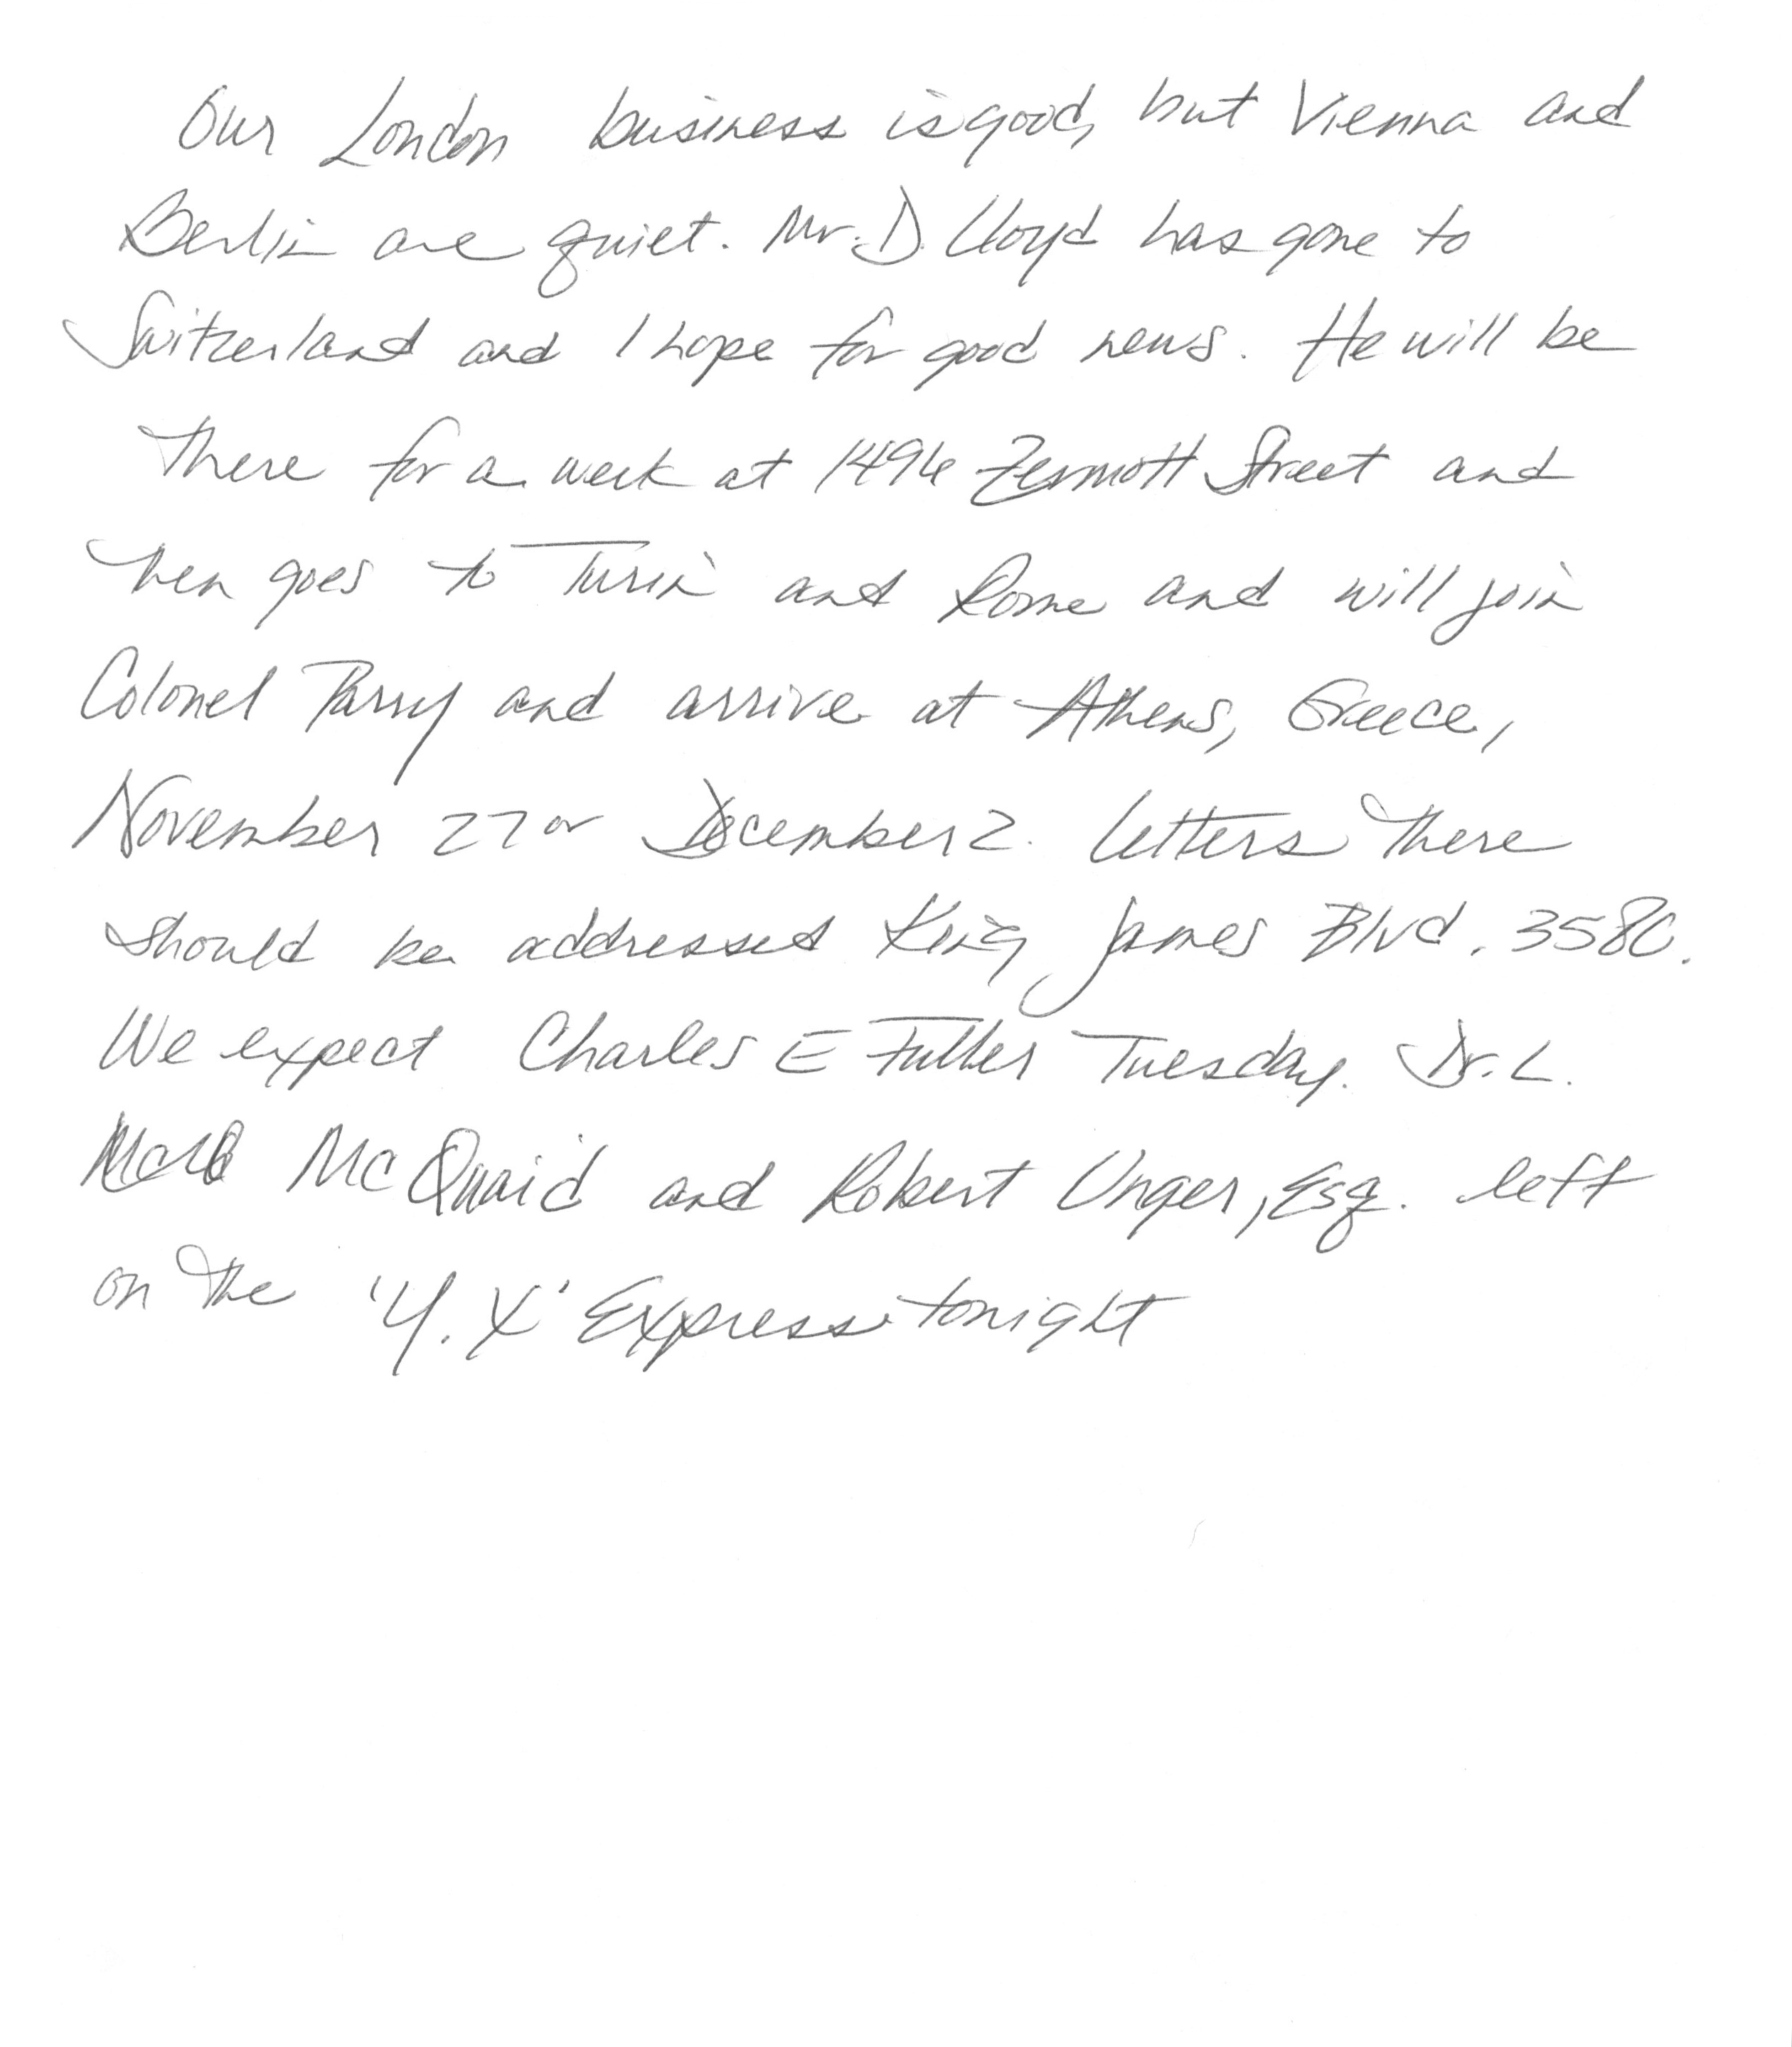 Our London business is good, but Vienna and
Berlin are quiet. Mr. D. Lloyd has gone to
Switzerland and I hope for good news. He will be
there for a week at 1496 Zermott Street and
then goes to Turin and Rome and will join
Colonel Parry and arrive at Athens, Greece,
November 27 or December 2. Letters there
should be addressed King James Blvd. 3580.
We expect Charles E Fuller Tuesday. Dr. L.
McQuaid and Robert Unger, Esq. left
on the 'Y.X' Express tonight